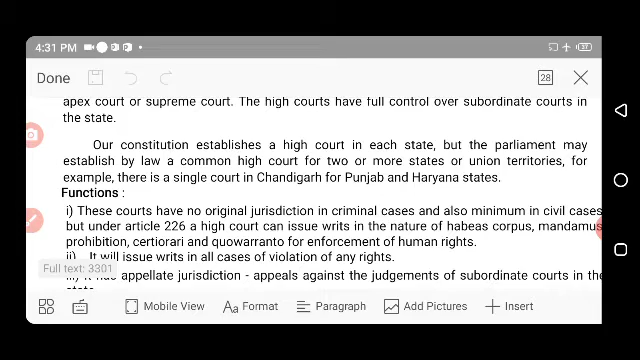 4:31 PM
37
Done
28
apex court or supreme court. The high courts have full control over subordinate courts in
the state.
Our constitution establishes a high court in each state, but the parliament may
establish by law a common high court for two or more states or union territories, for
example, there is a single court in Chandigarh for Punjab and Haryana states.
Functions :
i) These courts have no original jurisdiction in criminal cases and also minimum in civil cases
but under article 226 a high court can issue writs in the nature of habeas corpus, mandamus
prohibition, certiorari and quowarranto for enforcement of human rights.
ii) It will issue writs in all cases of violation of any rights.
Full text: 3301
iii) It has appellate jurisdiction - appeals against the judgements of subordinate courts in the
state
Mobile View
Aa Format
Paragraph
Add Pictures
Insert